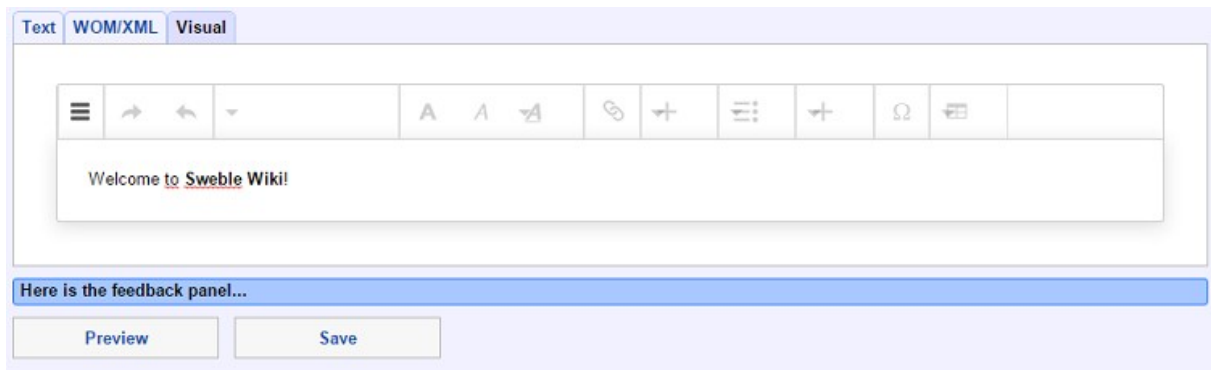 Text WOM/XML Visual
A A A Ω
Welcome to Sweble Wiki!
Here is the feedback panel...
Preview Save